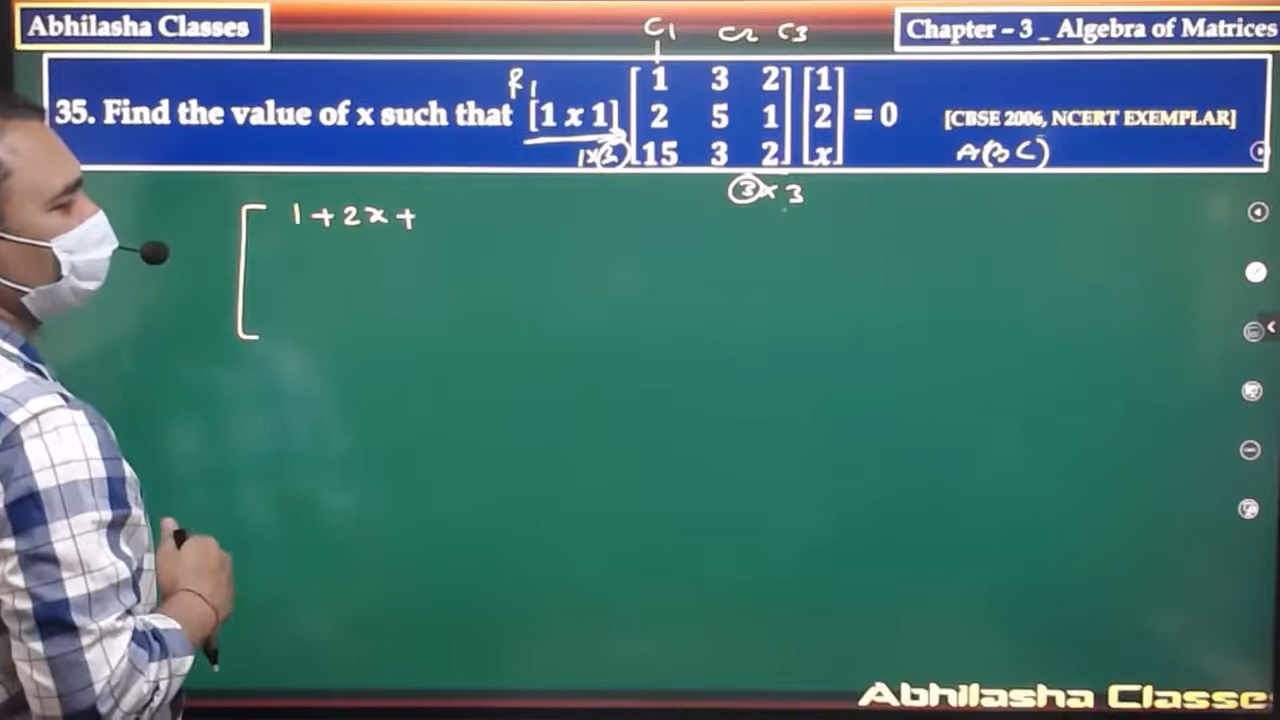 Abhilasha Classes
Chapter – 3 _ Algebra of Matrices
C1 C2 C3
R1
35. Find the value of x such that [1 x 1] [1 3 2
2 5 1
15 3 2] [1
2
x] = 0 [CBSE 2006, NCERT EXEMPLAR]
1×3
A(BC)
3×3
[ 1+2x+
Abhilasha Classe